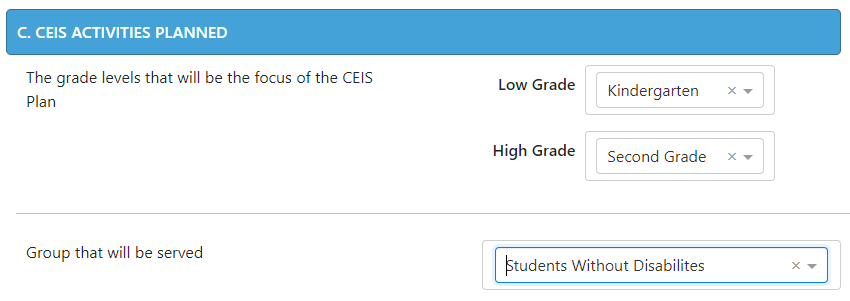 C. CEIS ACTIVITIES PLANNED
The grade levels that will be the focus of the CEIS
Plan
Low Grade
Kindergarten
High Grade
Second Grade
Group that will be served
Students Without Disabilites